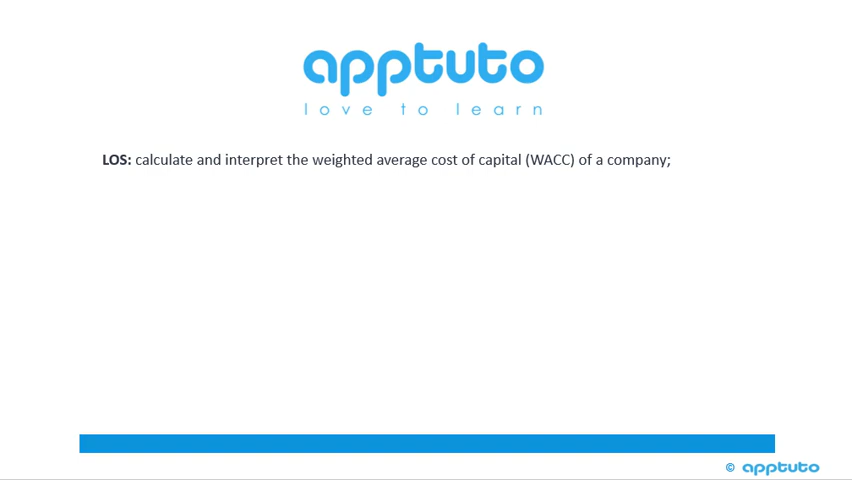 apptuto
love to learn
LOS: calculate and interpret the weighted average cost of capital (WACC) of a company;
© apptuto